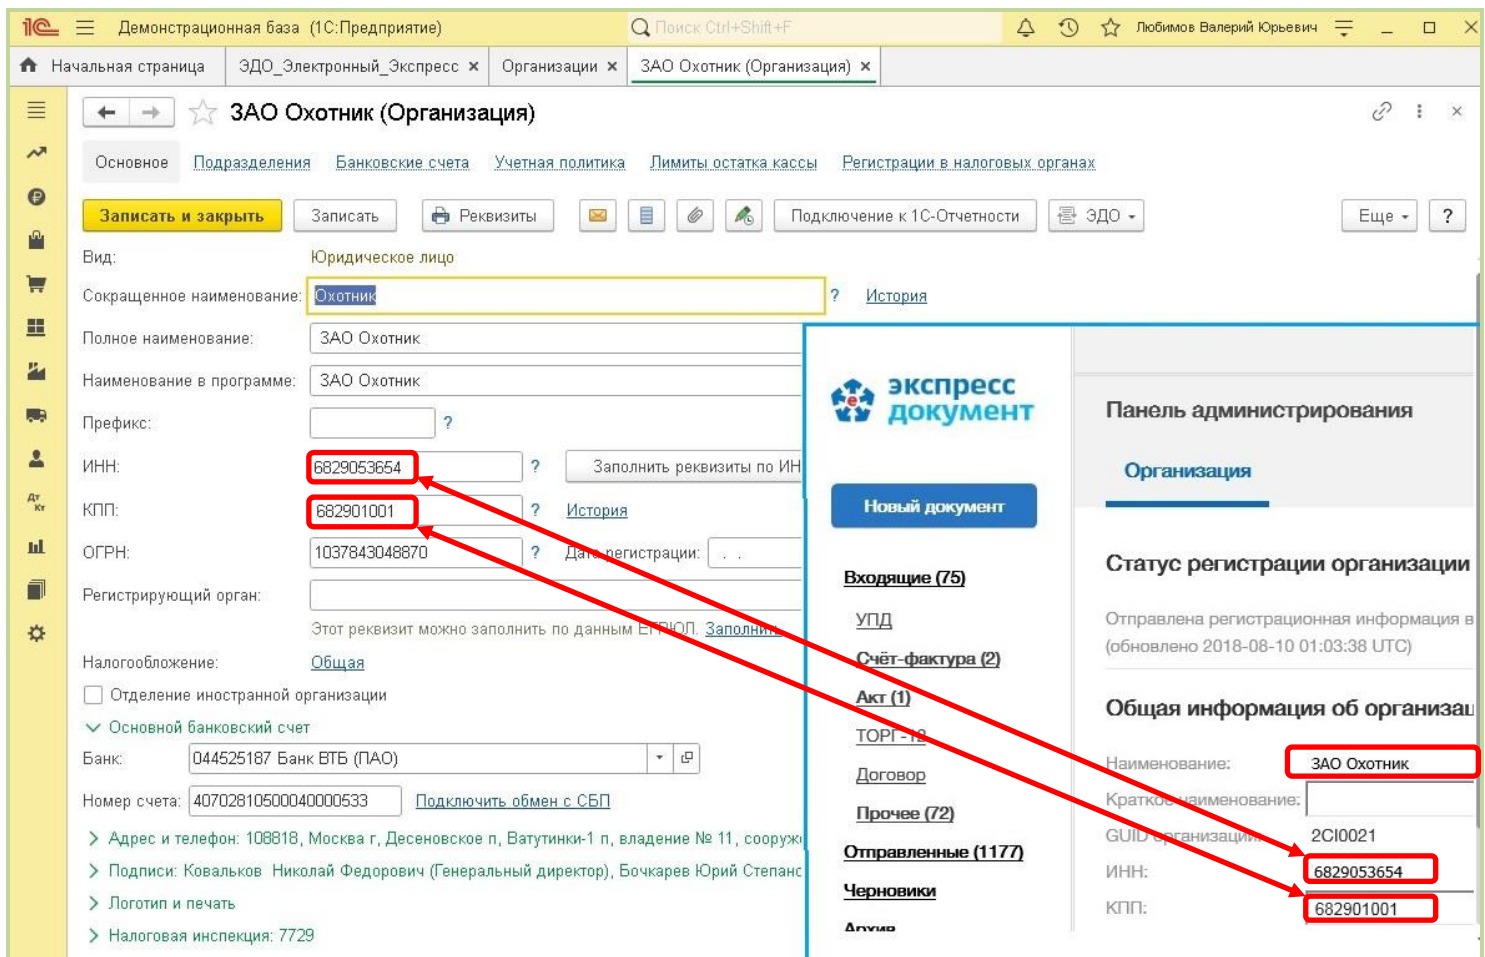 1С Демонстрационная база (1С:Предприятие) Поиск Ctrl+Shift+F Любимов Валерий Юрьевич
Начальная страница ЭДО_Электронный_Экспресс × Организации × ЗАО Охотник (Организация) ×
ЗАО Охотник (Организация)
Основное Подразделения Банковские счета Учетная политика Лимиты остатка кассы Регистрации в налоговых органах
Записать и закрыть Записать Реквизиты Подключение к 1С-Отчетности ЭДО Еще ?
Вид: Юридическое лицо
Сокращенное наименование: Охотник ? История
Полное наименование: ЗАО Охотник
Наименование в программе: ЗАО Охотник
Префикс: ?
ИНН: 6829053654 ? Заполнить реквизиты по ИН
КПП: 682901001 ? История
ОГРН: 1037843048870 ? Дата регистрации: . .
Регистрирующий орган:
Этот реквизит можно заполнить по данным ЕГРЮЛ. Заполнить
Налогообложение: Общая
Отделение иностранной организации
Основной банковский счет
Банк: 044525187 Банк ВТБ (ПАО)
Номер счета: 40702810500040000533 Подключить обмен с СБП
Адрес и телефон: 108818, Москва г, Десеновское п, Ватутинки-1 п, владение № 11, сооруж
Подписи: Ковальков Николай Федорович (Генеральный директор), Бочкарев Юрий Степанс
Логотип и печать
Налоговая инспекция: 7729
Дт
Кт
е
экспресс
документ
Новый документ
Входящие (75)
УПД
Счёт-фактура (2)
Акт (1)
ТОРГ-12
Договор
Прочее (72)
Отправленные (1177)
Черновики
Архив
Панель администрирования
Организация
Статус регистрации организации
Отправлена регистрационная информация в
(обновлено 2018-08-10 01:03:38 UTC)
Общая информация об организац
Наименование: ЗАО Охотник
Краткое наименование:
GUID организации: 2CI0021
ИНН: 6829053654
КПП: 682901001